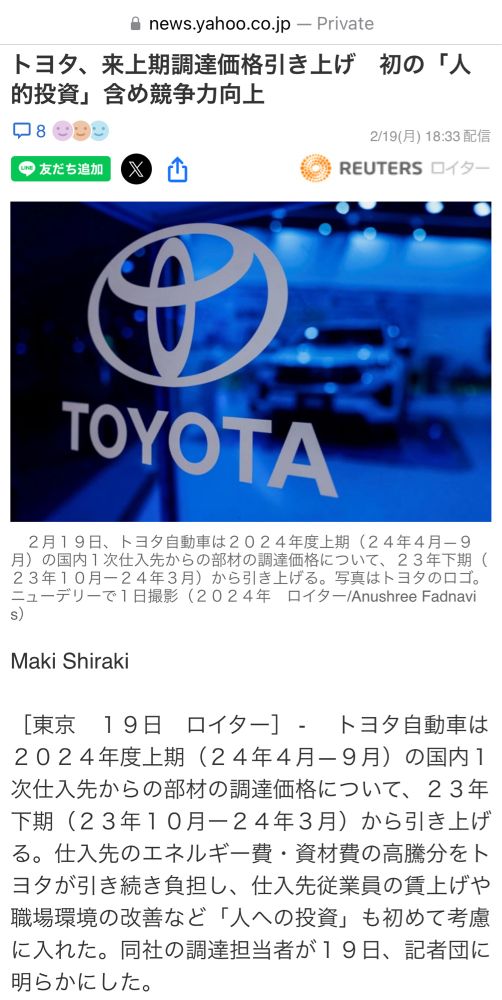 news.yahoo.co.jp — Private
トヨタ、来上期調達価格引き上げ　初の「人
的投資」含め競争力向上
8
2/19(月) 18:33配信
LINE 友だち追加
X
REUTERS ロイター
TOYOTA
　２月１９日、トヨタ自動車は２０２４年度上期（２４年４月―９
月）の国内１次仕入先からの部材の調達価格について、２３年下期（
２３年１０月―２４年３月）から引き上げる。写真はトヨタのロゴ。
ニューデリーで１日撮影（２０２４年　ロイター/Anushree Fadnavi
s）
Maki Shiraki
［東京　１９日　ロイター］ - 　トヨタ自動車は
２０２４年度上期（２４年４月―９月）の国内１
次仕入先からの部材の調達価格について、２３年
下期（２３年１０月―２４年３月）から引き上げ
る。仕入先のエネルギー費・資材費の高騰分をト
ヨタが引き続き負担し、仕入先従業員の賃上げや
職場環境の改善など「人への投資」も初めて考慮
に入れた。同社の調達担当者が１９日、記者団に
明らかにした。